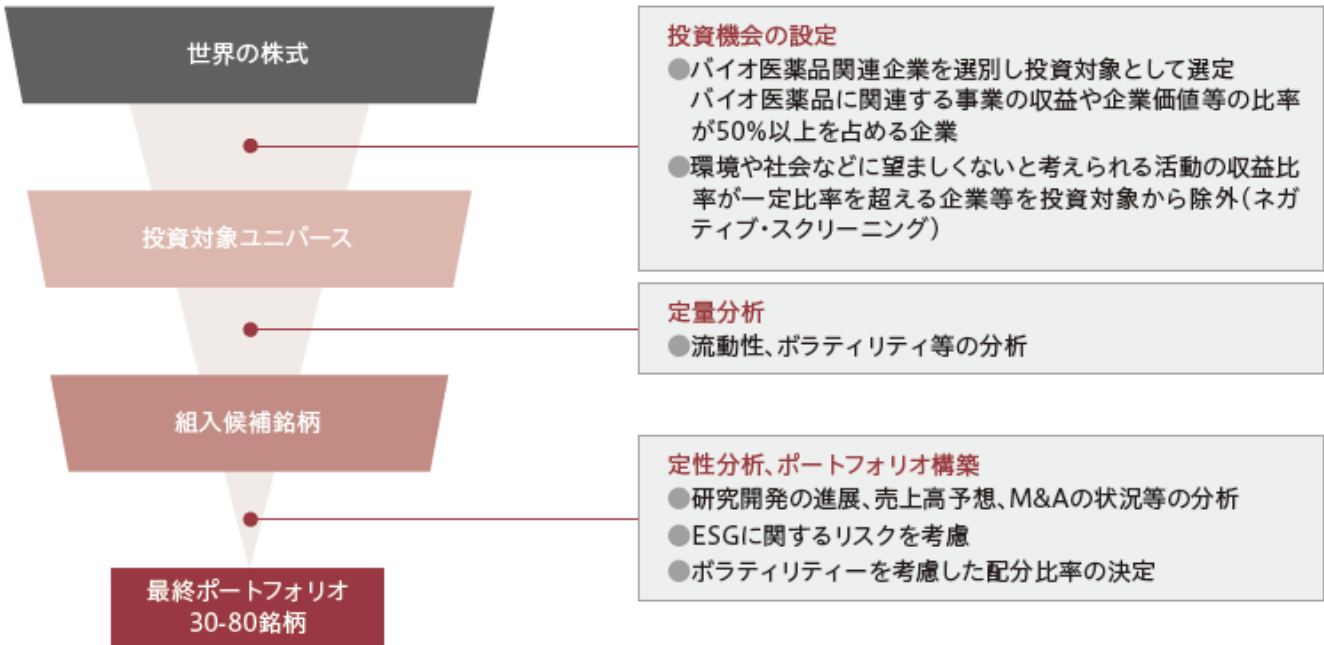 世界の株式
投資対象ユニバース
組入候補銘柄
最終ポートフォリオ
30-80銘柄
投資機会の設定
●バイオ医薬品関連企業を選別し投資対象として選定
バイオ医薬品に関連する事業の収益や企業価値等の比率
が50%以上を占める企業
●環境や社会などに望ましくないと考えられる活動の収益比
率が一定比率を超える企業等を投資対象から除外(ネガ
ティブ・スクリーニング)
定量分析
●流動性、ボラティリティ等の分析
定性分析、ポートフォリオ構築
●研究開発の進展、売上高予想、M&Aの状況等の分析
●ESGに関するリスクを考慮
●ボラティリティーを考慮した配分比率の決定